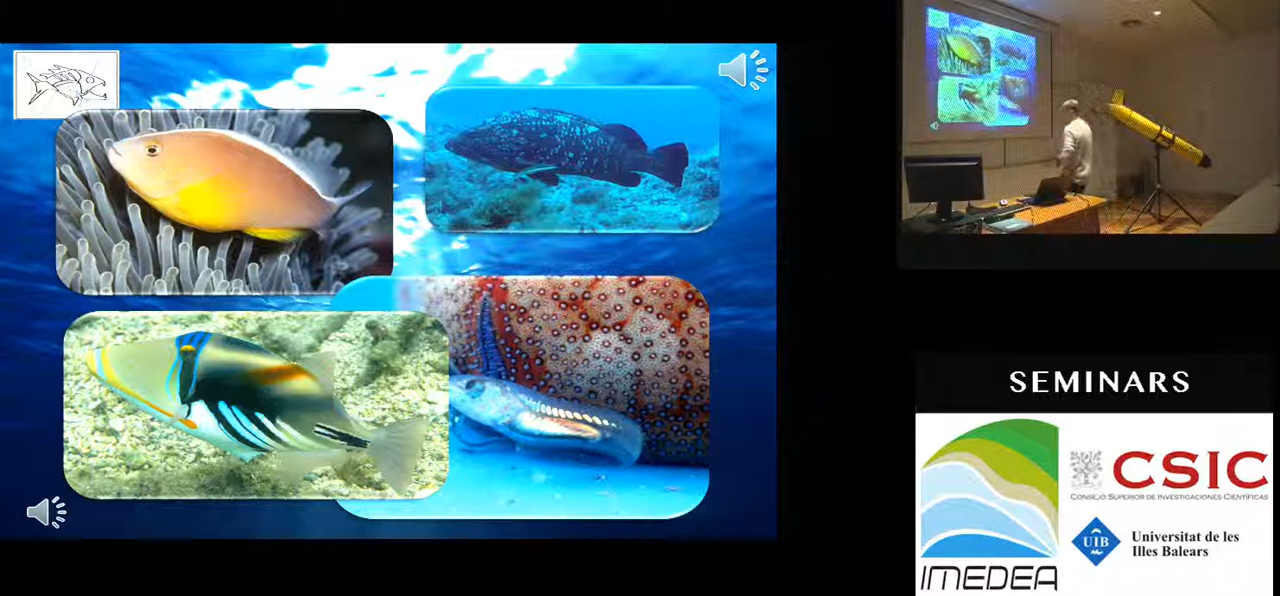 SEMINARS
CSIC
CONSEJO SUPERIOR DE INVESTIGACIONES CIENTÍFICAS
UIB
Universitat de les
Illes Balears
IMEDEA